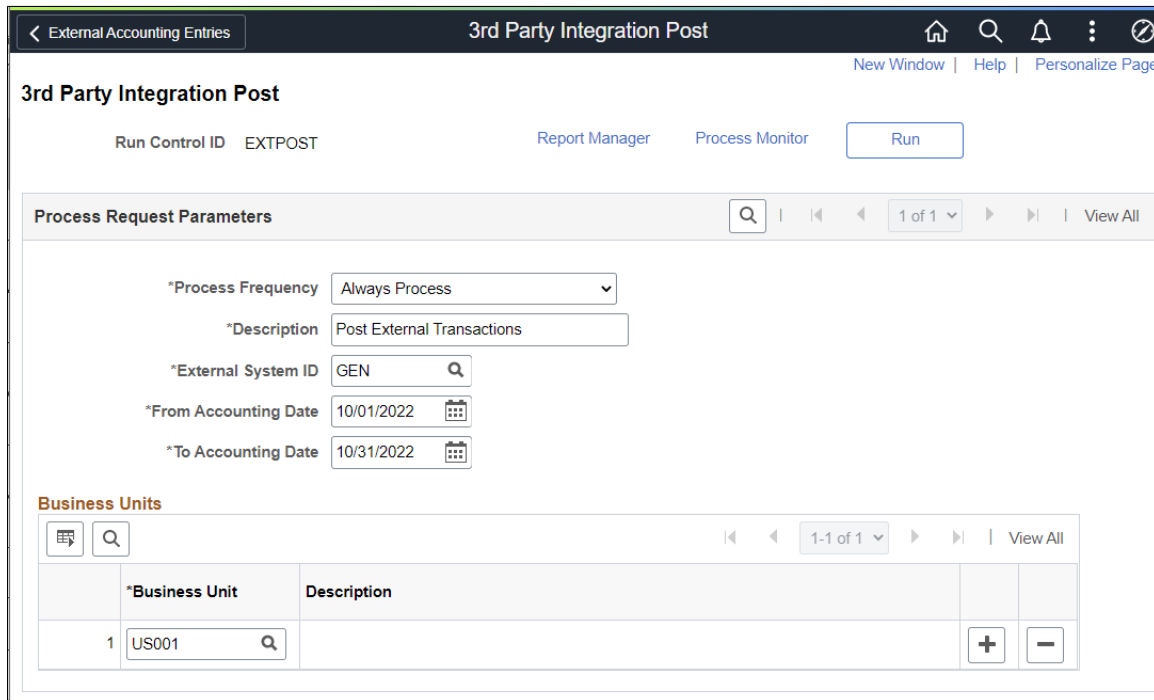 External Accounting Entries 3rd Party Integration Post
New Window | Help | Personalize Page
3rd Party Integration Post
Run Control ID EXTPOST Report Manager Process Monitor Run
Process Request Parameters 1 of 1 View All
*Process Frequency Always Process
*Description Post External Transactions
*External System ID GEN
*From Accounting Date 10/01/2022
*To Accounting Date 10/31/2022
Business Units
1-1 of 1 View All
*Business Unit Description
1 US001